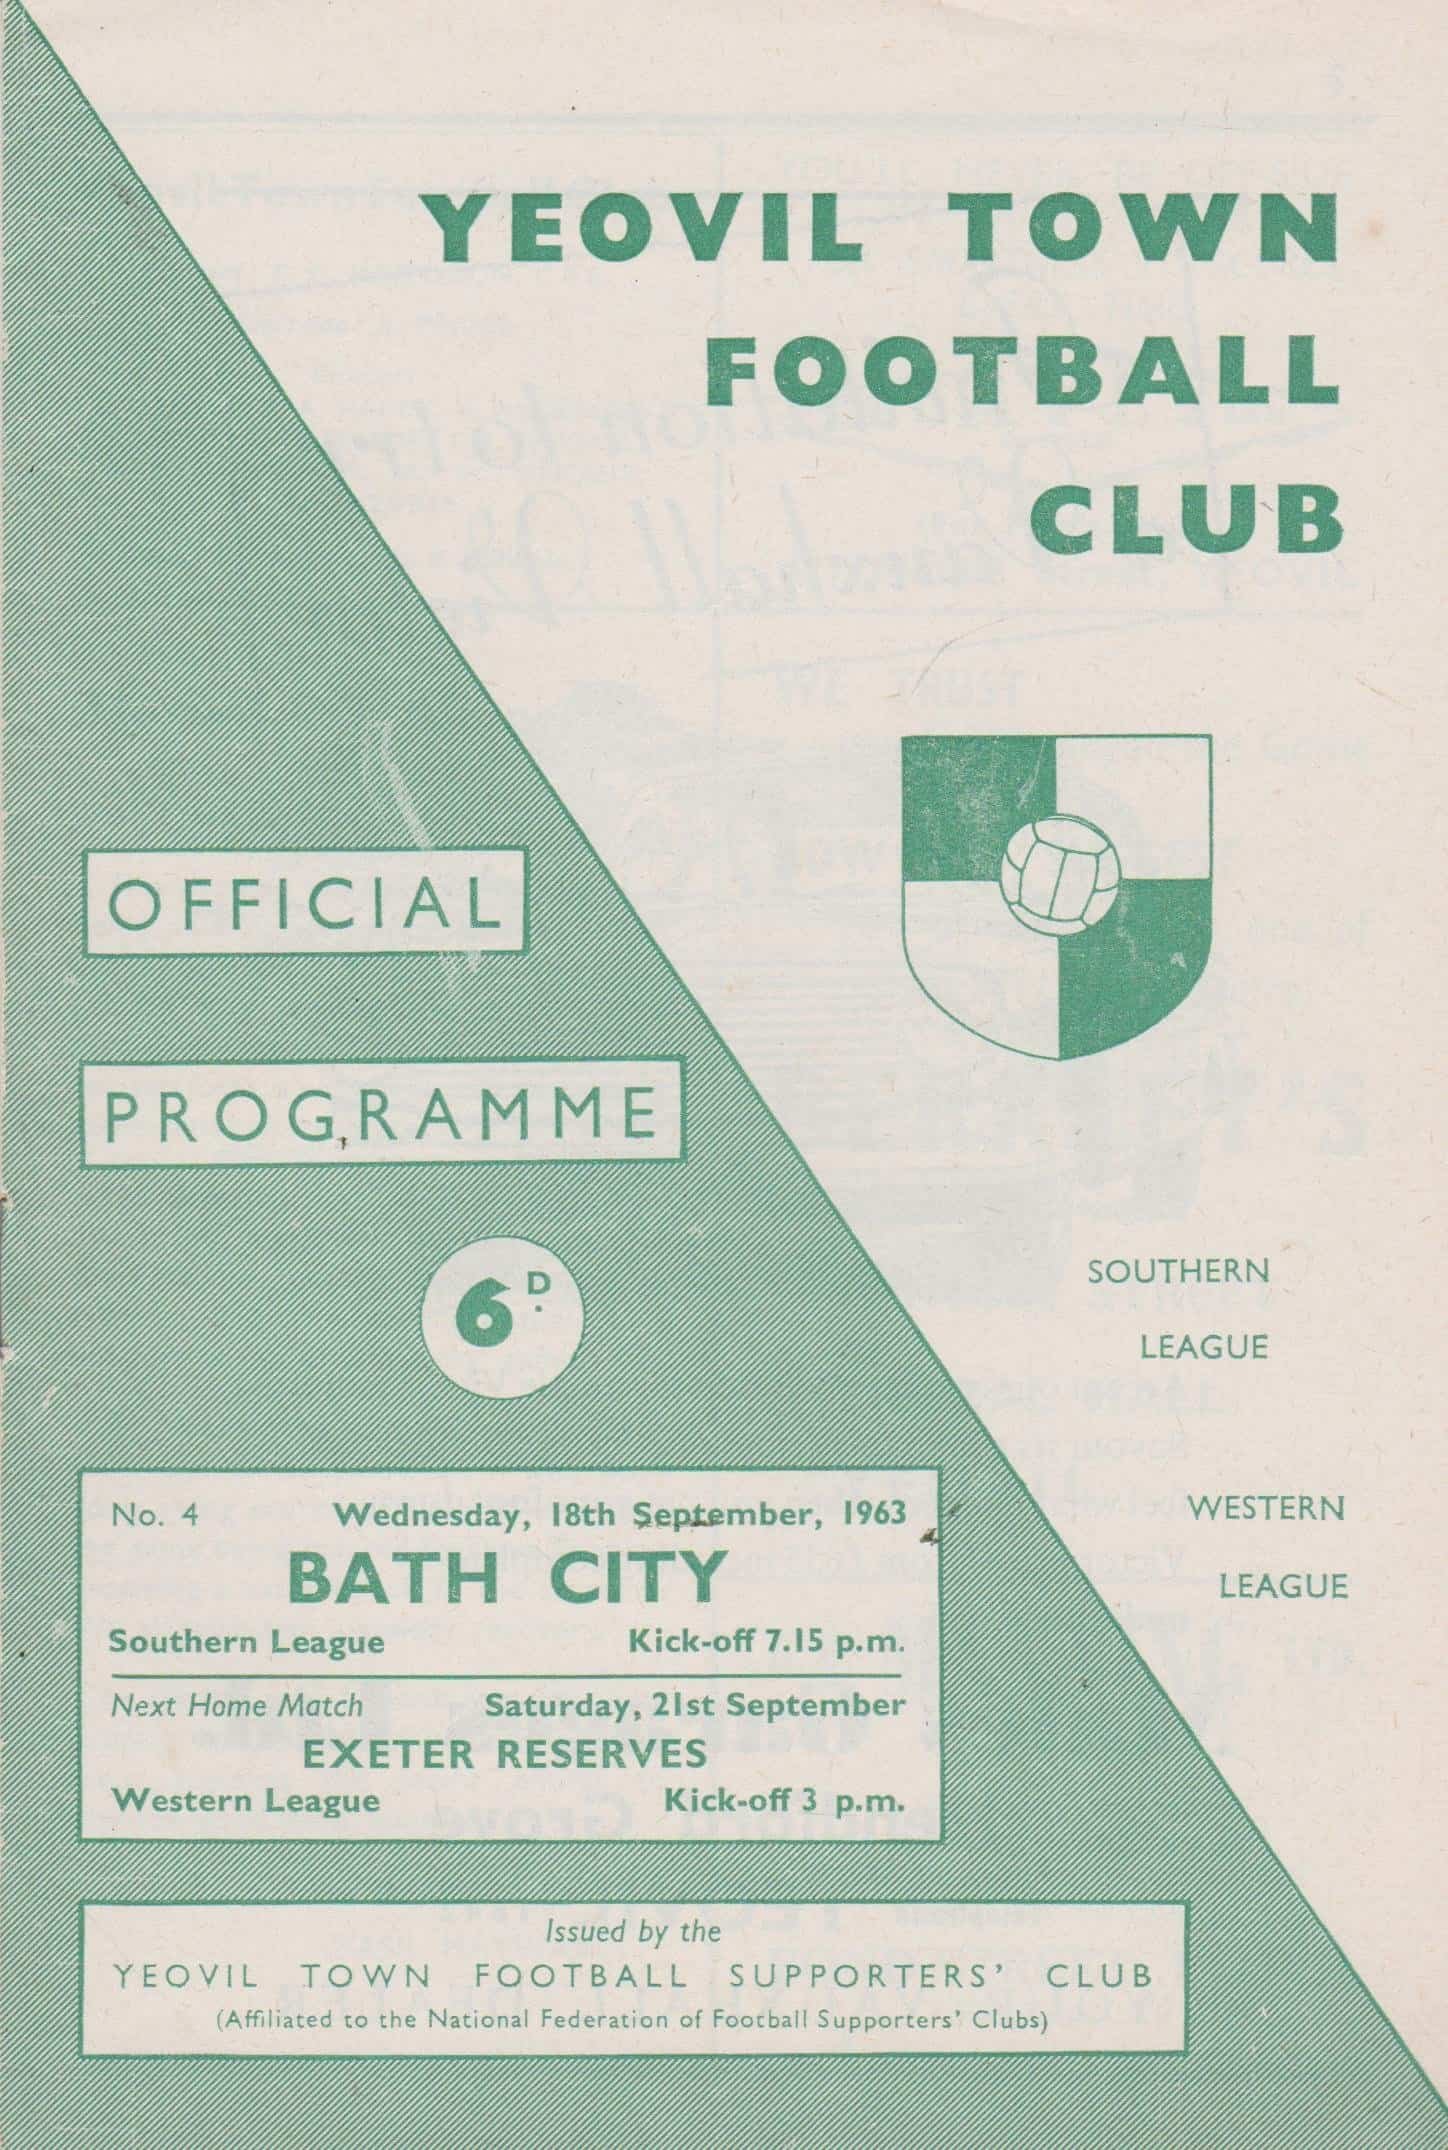 YEOVIL TOWN
FOOTBALL
CLUB
OFFICIAL
PROGRAMME
6D.
SOUTHERN
LEAGUE
WESTERN
LEAGUE
No. 4 Wednesday, 18th September, 1963
BATH CITY
Southern League Kick-off 7.15 p.m.
Next Home Match Saturday, 21st September
EXETER RESERVES
Western League Kick-off 3 p.m.
Issued by the
YEOVIL TOWN FOOTBALL SUPPORTERS' CLUB
(Affiliated to the National Federation of Football Supporters' Clubs)